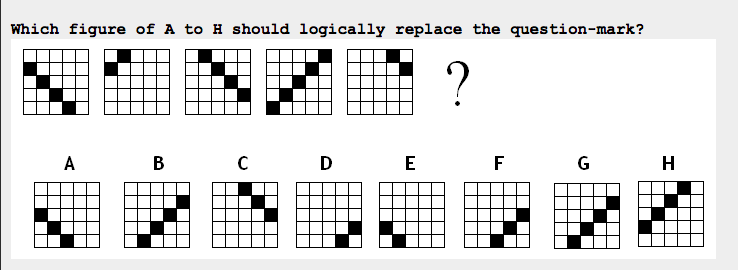 Which figure of A to H should logically replace the question-mark?
?
A B C D E F G H